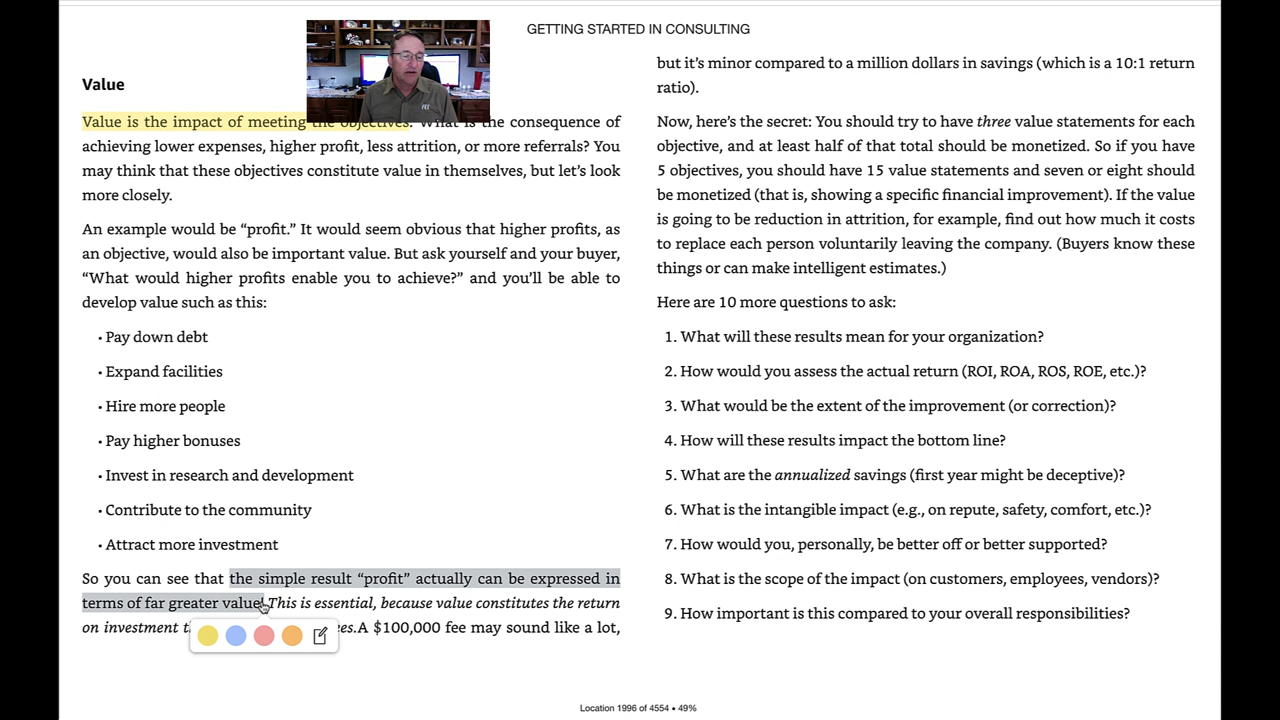 GETTING STARTED IN CONSULTING
Value
Value is the impact of meeting the objectives. What is the consequence of
achieving lower expenses, higher profit, less attrition, or more referrals? You
may think that these objectives constitute value in themselves, but let’s look
more closely.
An example would be “profit.” It would seem obvious that higher profits, as
an objective, would also be important value. But ask yourself and your buyer,
“What would higher profits enable you to achieve?” and you’ll be able to
develop value such as this:
• Pay down debt
• Expand facilities
• Hire more people
• Pay higher bonuses
• Invest in research and development
• Contribute to the community
• Attract more investment
So you can see that the simple result “profit” actually can be expressed in
terms of far greater value! This is essential, because value constitutes the return
on investment A $100,000 fee may sound like a lot,
but it’s minor compared to a million dollars in savings (which is a 10:1 return
ratio).
Now, here’s the secret: You should try to have three value statements for each
objective, and at least half of that total should be monetized. So if you have
5 objectives, you should have 15 value statements and seven or eight should
be monetized (that is, showing a specific financial improvement). If the value
is going to be reduction in attrition, for example, find out how much it costs
to replace each person voluntarily leaving the company. (Buyers know these
things or can make intelligent estimates.)
Here are 10 more questions to ask:
1. What will these results mean for your organization?
2. How would you assess the actual return (ROI, ROA, ROS, ROE, etc.)?
3. What would be the extent of the improvement (or correction)?
4. How will these results impact the bottom line?
5. What are the annualized savings (first year might be deceptive)?
6. What is the intangible impact (e.g., on repute, safety, comfort, etc.)?
7. How would you, personally, be better off or better supported?
8. What is the scope of the impact (on customers, employees, vendors)?
9. How important is this compared to your overall responsibilities?
Location 1996 of 4554 • 49%